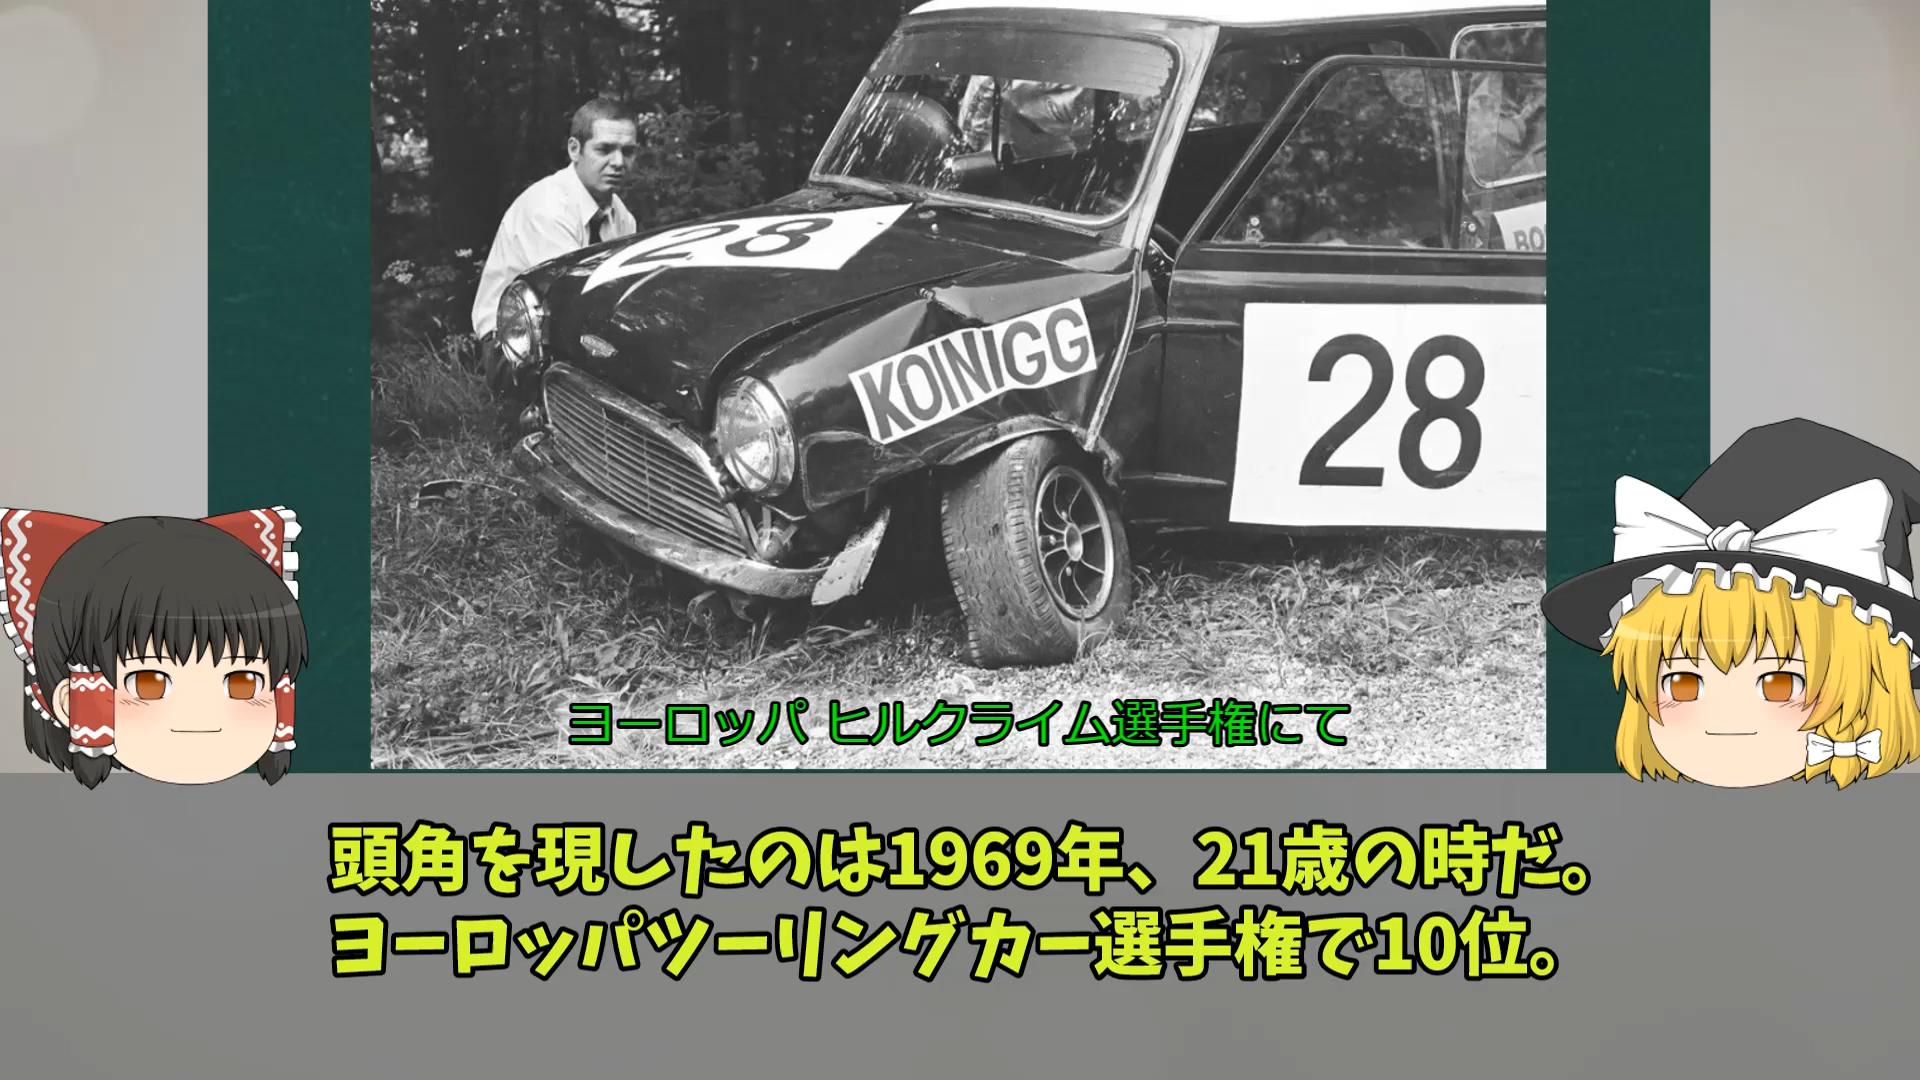 28
KOINIGG
28
BO
ヨーロッパ ヒルクライム選手権にて
頭角を現したのは1969年、21歳の時だ。
ヨーロッパツーリングカー選手権で10位。